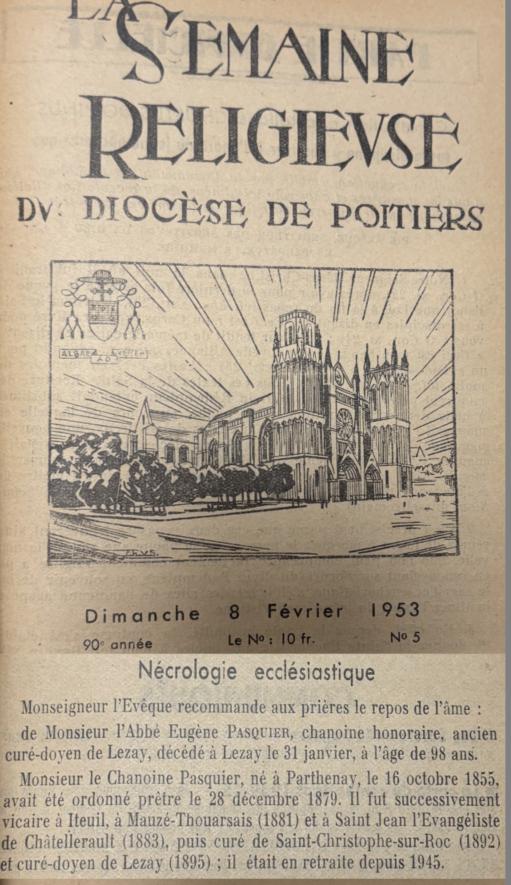 LA
SEMAINE
RELIGIEVSE
DV DIOCÈSE DE POITIERS
Dimanche 8 Février 1953
90e année Le No : 10 fr. No 5
Nécrologie ecclésiastique
Monseigneur l'Evêque recommande aux prières le repos de l'âme :
de Monsieur l'Abbé Eugène PASQUIER, chanoine honoraire, ancien
curé-doyen de Lezay, décédé à Lezay le 31 janvier, à l'âge de 98 ans.
Monsieur le Chanoine Pasquier, né à Parthenay, le 16 octobre 1855,
avait été ordonné prêtre le 28 décembre 1879. Il fut successivement
vicaire à Iteuil, à Mauzé-Thouarsais (1881) et à Saint Jean l'Evangéliste
de Châtellerault (1883), puis curé de Saint-Christophe-sur-Roc (1892)
et curé-doyen de Lezay (1895) ; il était en retraite depuis 1945.